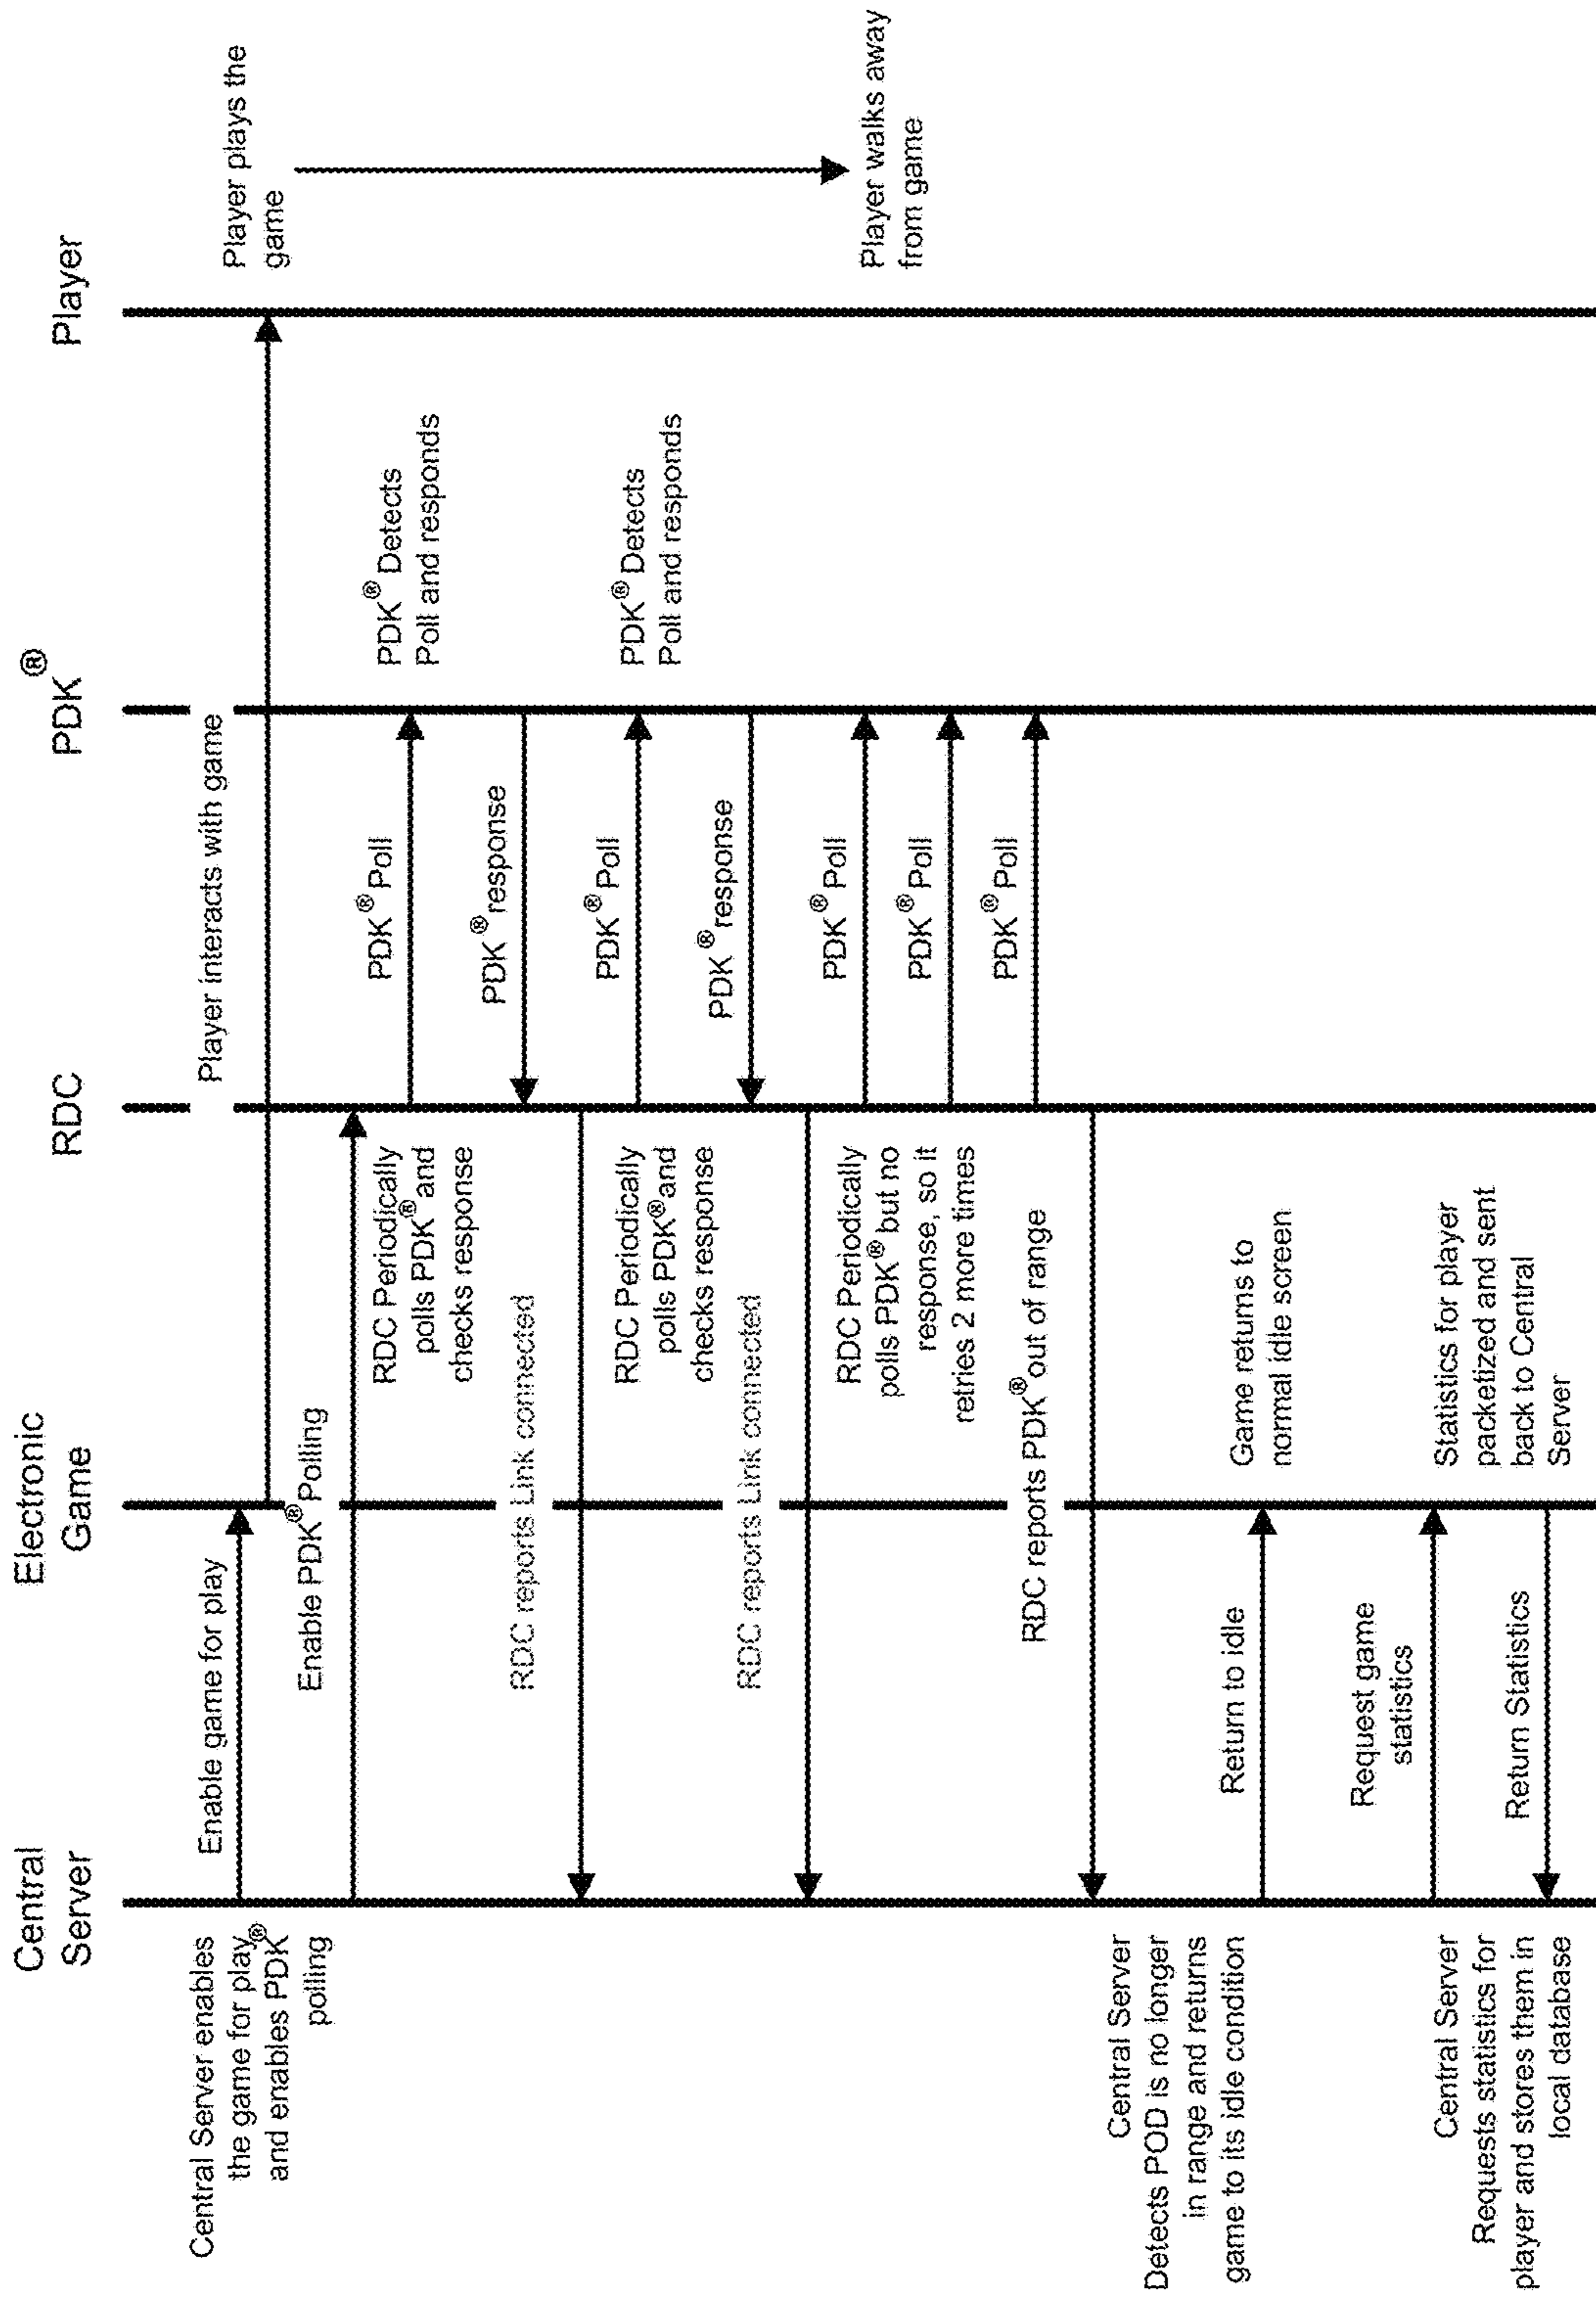 Central
Server
Electronic
Game
RDC
PDK®
Player
Central Server enables
the game for play
and enables PDK®
polling
Enable game for play
Player interacts with game
Player plays the
game
Enable PDK® Polling
RDC Periodically
polls PDK® and
checks response
PDK® Poll
PDK® Detects
Poll and responds
PDK® response
RDC reports Link connected
RDC Periodically
polls PDK® and
checks response
PDK® Poll
PDK® Detects
Poll and responds
PDK® response
RDC reports Link connected
RDC Periodically
polls PDK® but no
response, so it
retries 2 more times
PDK® Poll
PDK® Poll
PDK® Poll
Player walks away
from game
RDC reports PDK® out of range
Central Server
Detects POD is no longer
in range and returns
game to its idle condition
Return to idle
Game returns to
normal idle screen
Central Server
Requests statistics for
player and stores them in
local database
Request game
statistics
Statistics for player
packetized and sent
back to Central
Server
Return Statistics